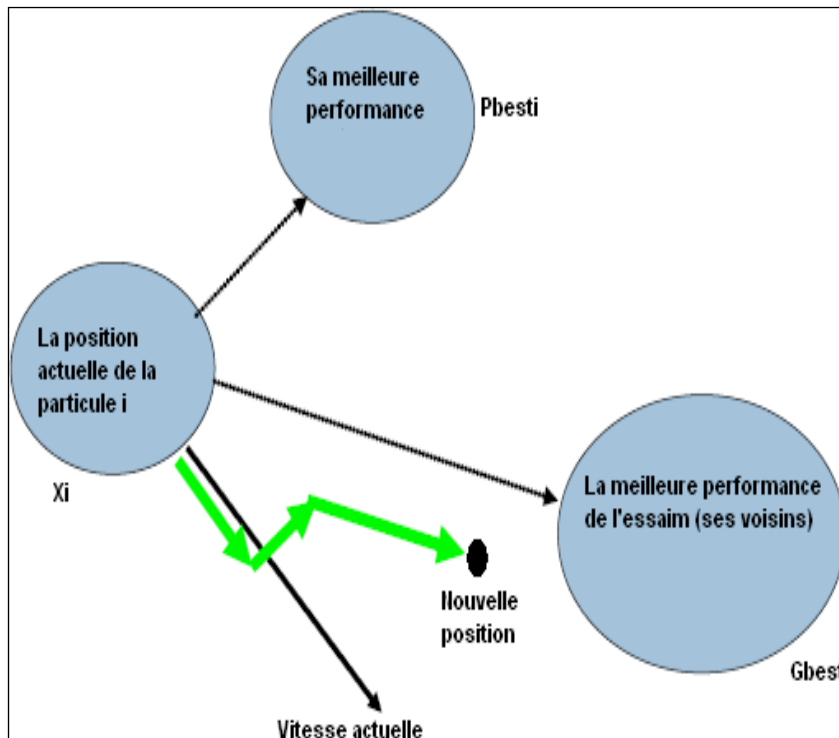 Sa meilleure
performance
Pbesti
La position
actuelle de la
particule i
Xi
La meilleure performance
de l'essaim (ses voisins)
Nouvelle
position
Gbest
Vitesse actuelle